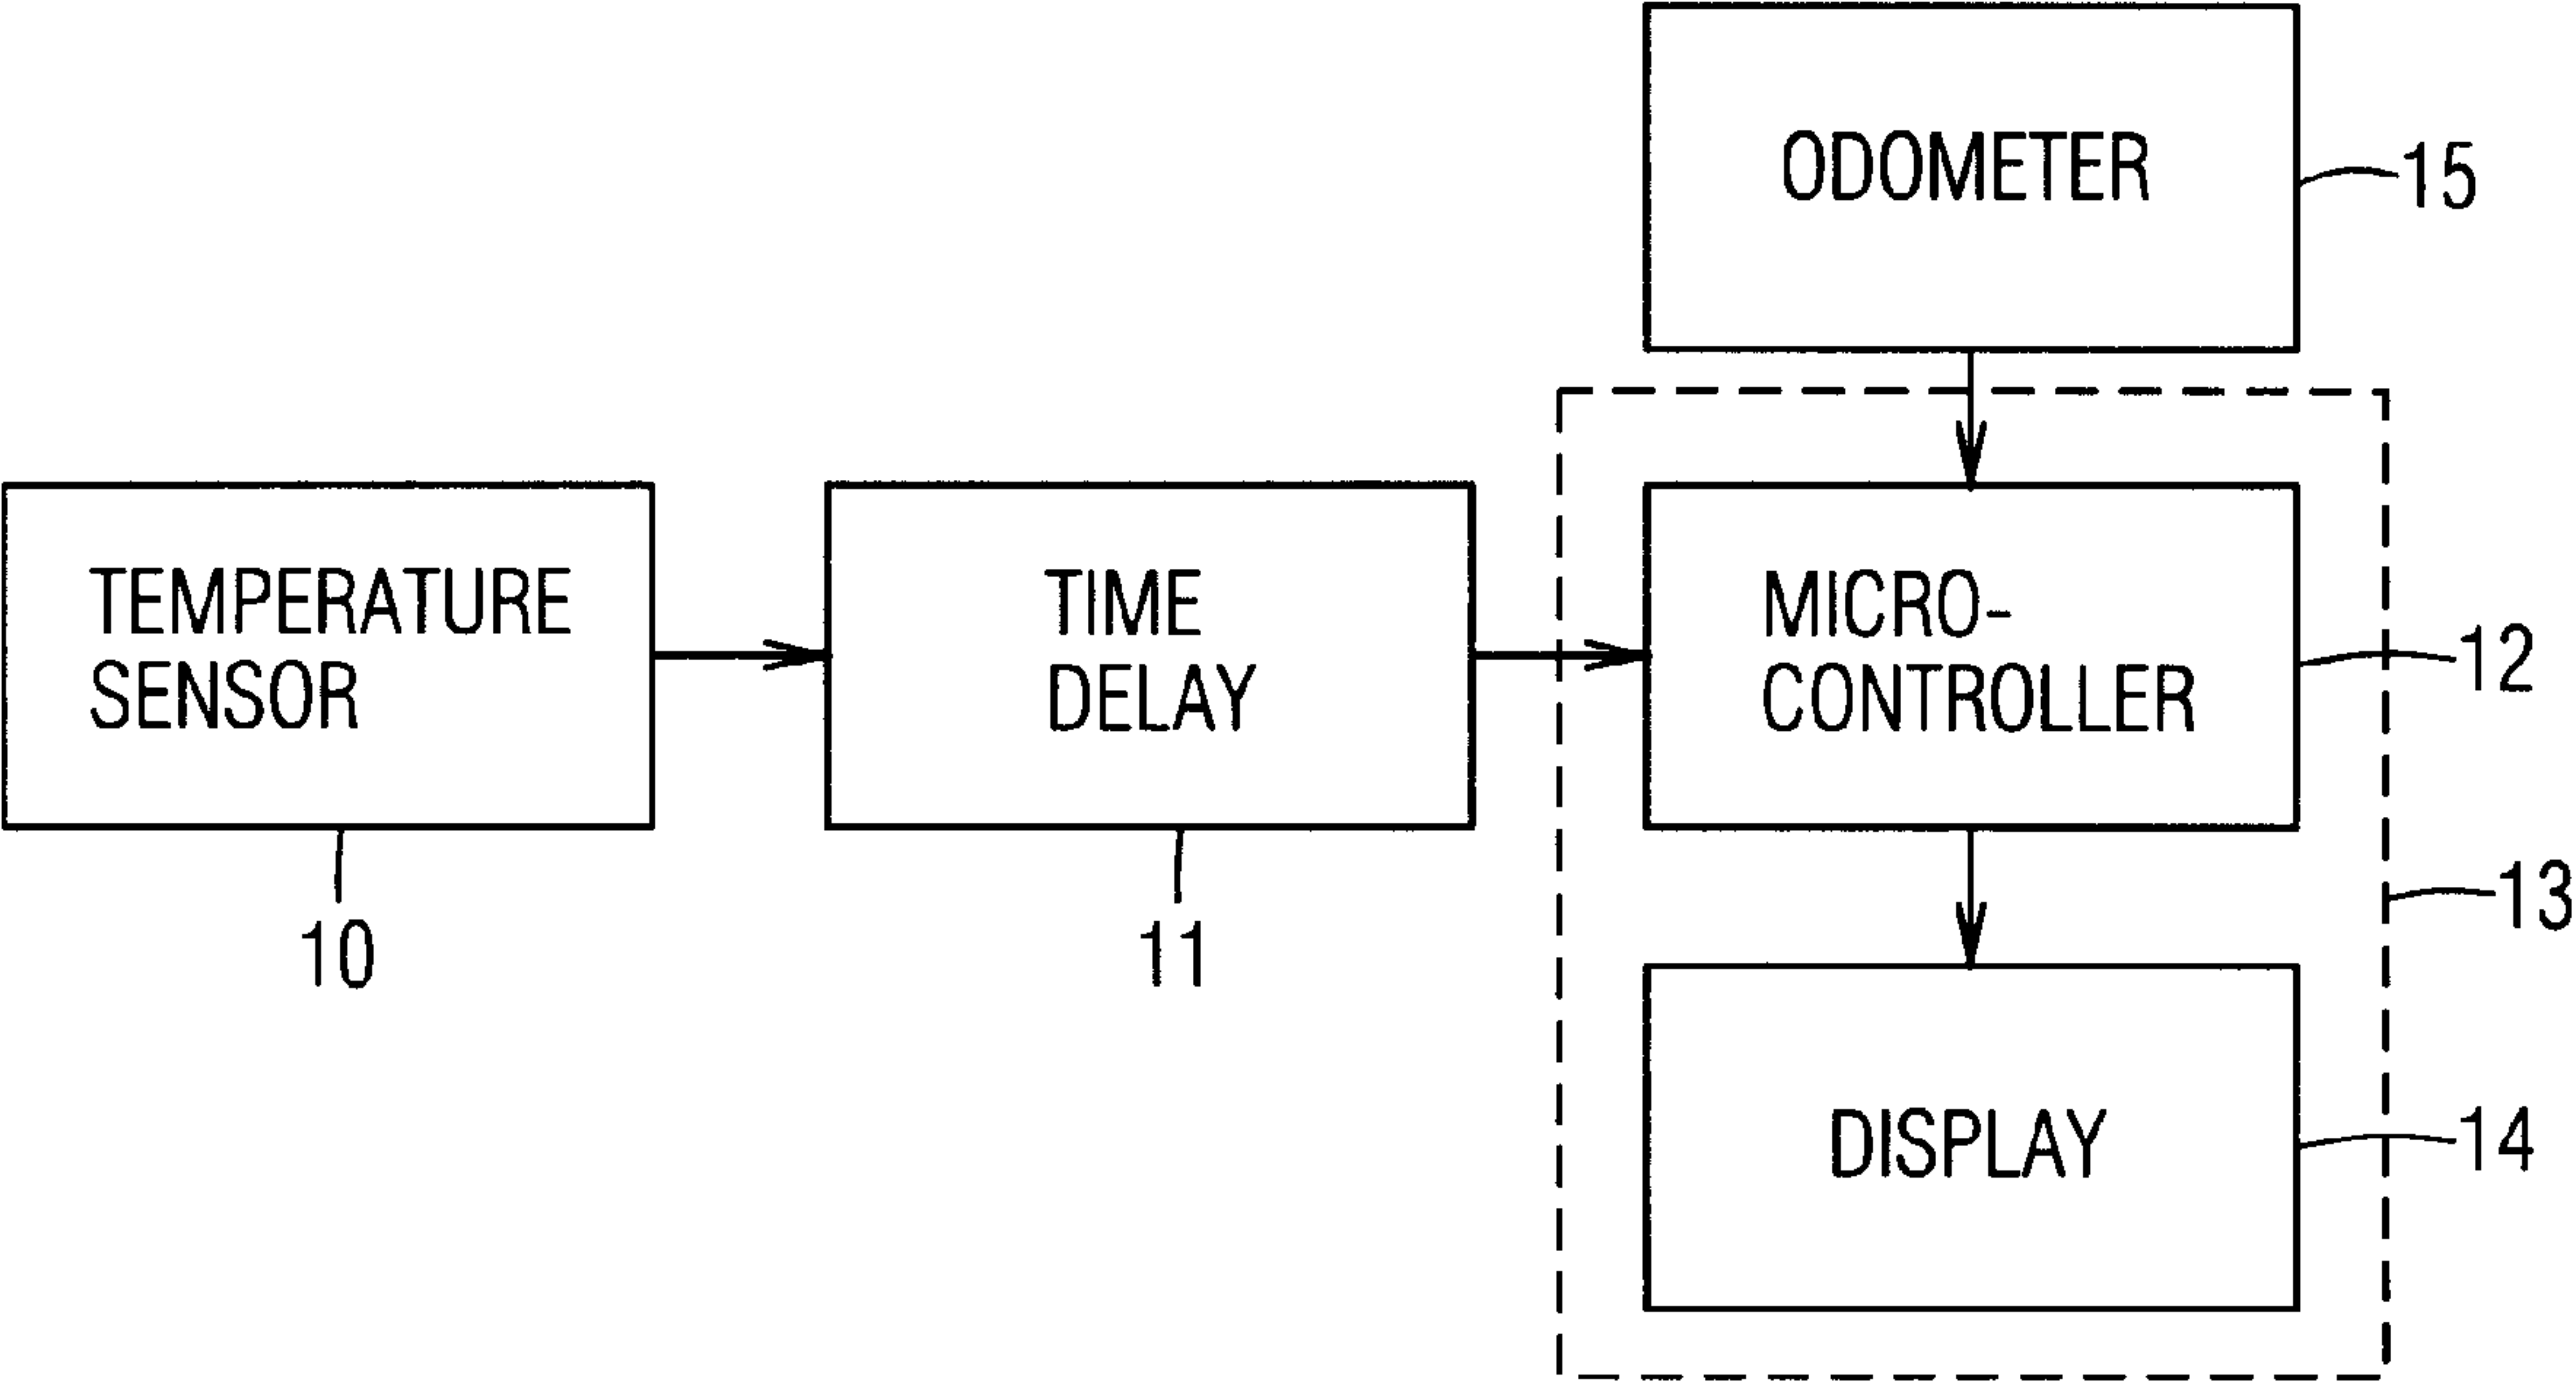 ODOMETER
15
TEMPERATURE
SENSOR
10
TIME
DELAY
11
MICRO-
CONTROLLER
12
13
DISPLAY
14